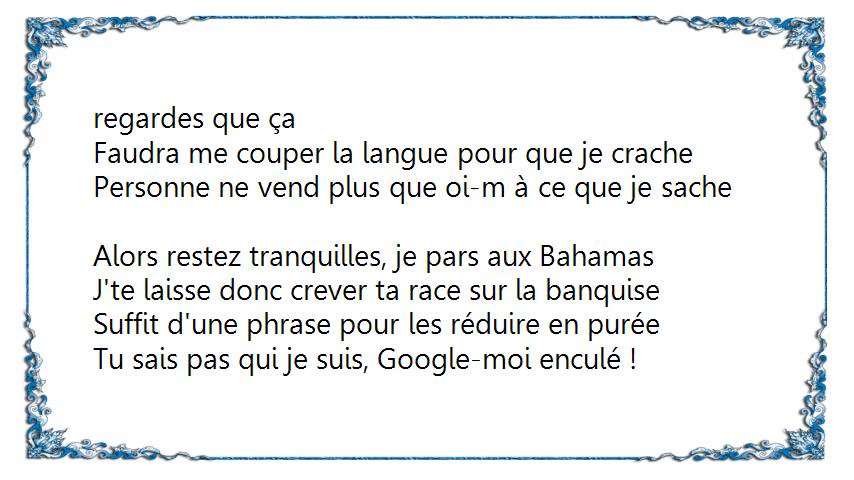 regardes que ça
Faudra me couper la langue pour que je crache
Personne ne vend plus que oi-m à ce que je sache
Alors restez tranquilles, je pars aux Bahamas
J'te laisse donc crever ta race sur la banquise
Suffit d'une phrase pour les réduire en purée
Tu sais pas qui je suis, Google-moi enculé !